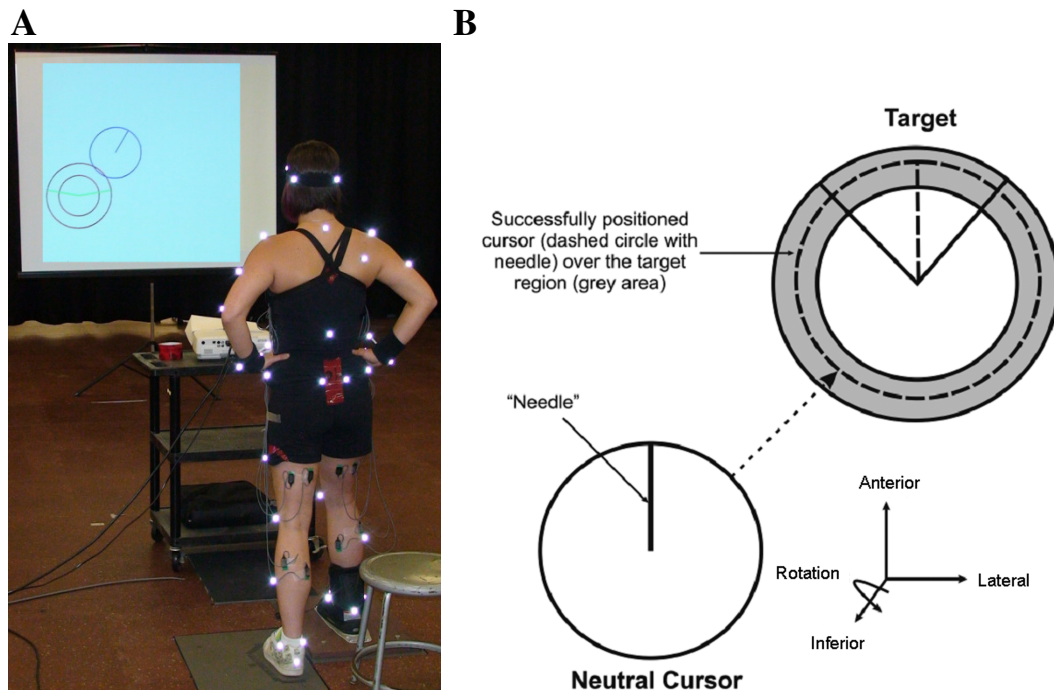 A
B
Target
Successfully positioned
cursor (dashed circle with
needle) over the target
region (grey area)
“Needle”
Anterior
Rotation
Lateral
Inferior
Neutral Cursor